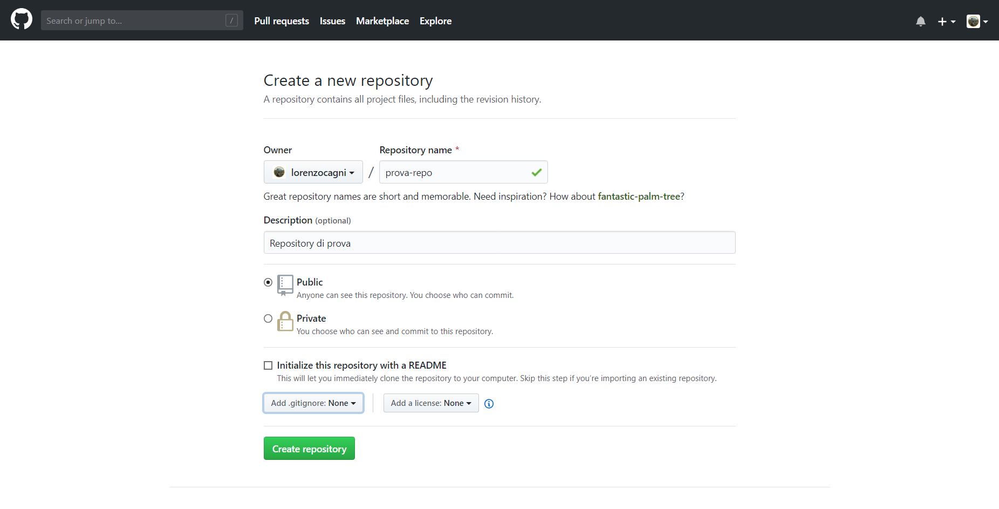 Search or jump to... /
Pull requests Issues Marketplace Explore
Create a new repository
A repository contains all project files, including the revision history.
Owner Repository name *
lorenzocagni / prova-repo
Great repository names are short and memorable. Need inspiration? How about fantastic-palm-tree?
Description (optional)
Repository di prova
Public
Anyone can see this repository. You choose who can commit.
Private
You choose who can see and commit to this repository.
Initialize this repository with a README
This will let you immediately clone the repository to your computer. Skip this step if you’re importing an existing repository.
Add .gitignore: None Add a license: None
Create repository